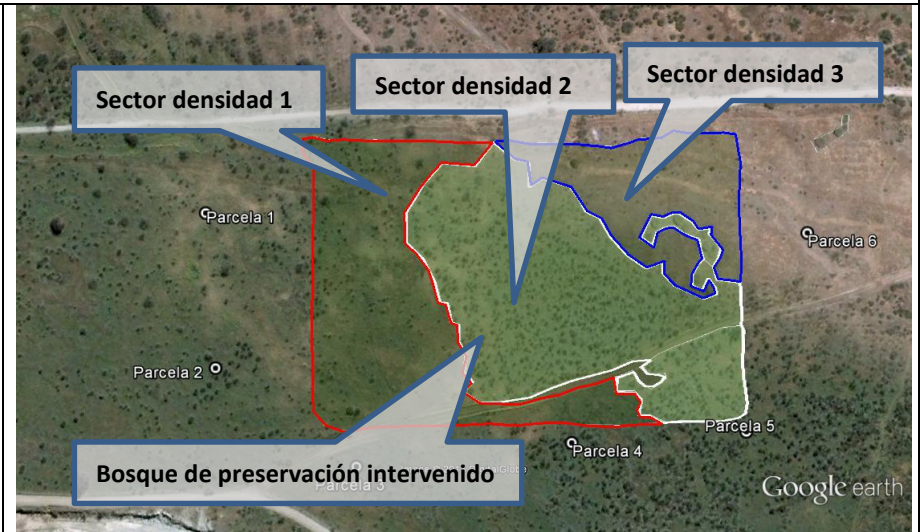 Sector densidad 1
Sector densidad 2
Sector densidad 3
Parcela 1
Parcela 6
Parcela 2
Parcela 5
Parcela 4
Bosque de preservación intervenido
Parcela 3
Google earth